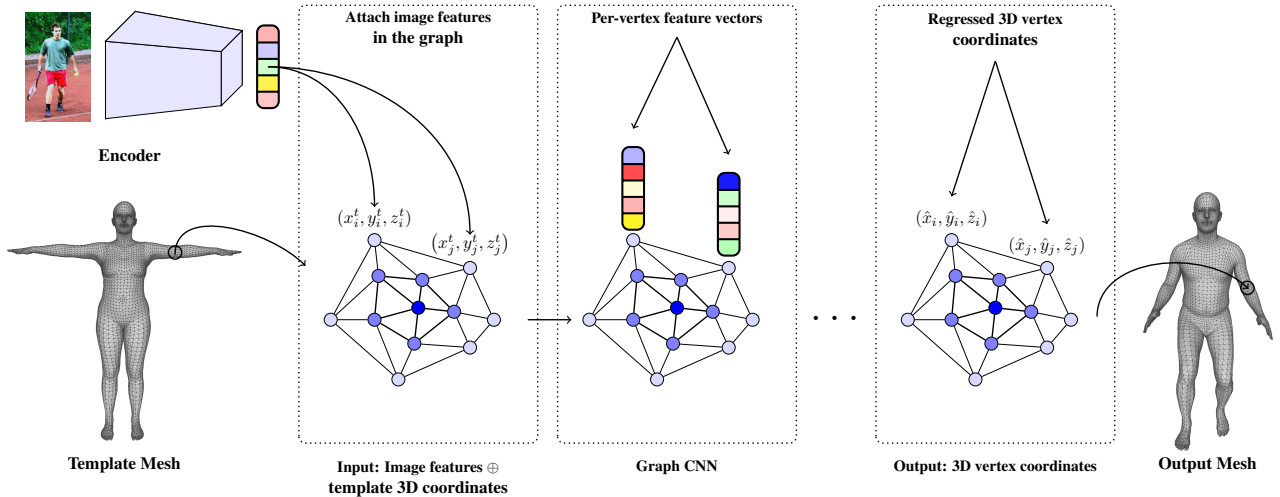 Attach image features
in the graph
Per-vertex feature vectors
Regressed 3D vertex
coordinates
Encoder
(x_i^t, y_i^t, z_i^t)
(x_j^t, y_j^t, z_j^t)
(x̂_i, ŷ_i, ẑ_i)
(x̂_j, ŷ_j, ẑ_j)
. . .
Template Mesh
Input: Image features ⊕
template 3D coordinates
Graph CNN
Output: 3D vertex coordinates
Output Mesh